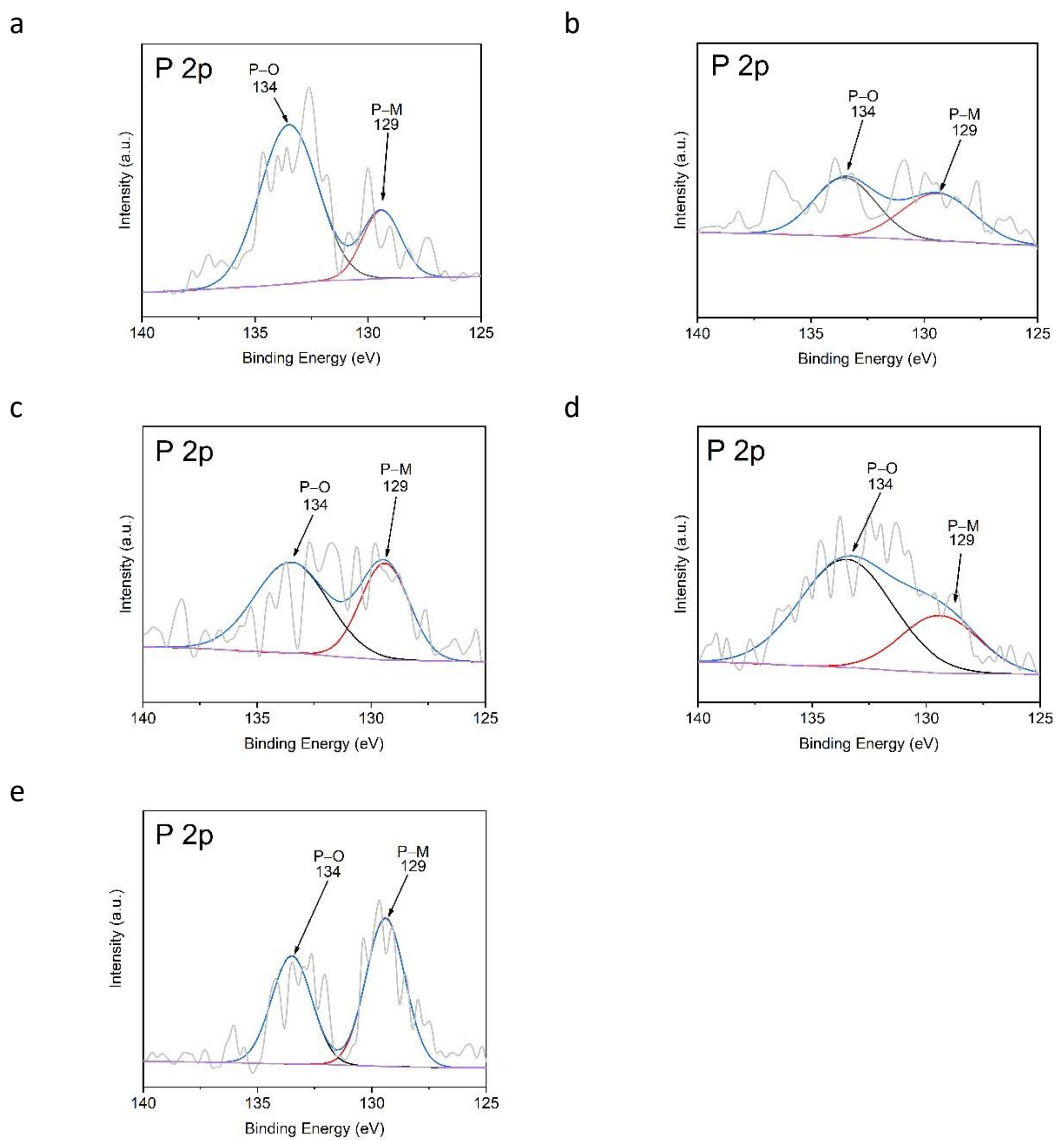 a
P 2p
P–O
134
P–M
129
Intensity (a.u.)
140 135 130 125
Binding Energy (eV)
b
P 2p
P–O
134
P–M
129
Intensity (a.u.)
140 135 130 125
Binding Energy (eV)
c
P 2p
P–O
134
P–M
129
Intensity (a.u.)
140 135 130 125
Binding Energy (eV)
d
P 2p
P–O
134
P–M
129
Intensity (a.u.)
140 135 130 125
Binding Energy (eV)
e
P 2p
P–O
134
P–M
129
Intensity (a.u.)
140 135 130 125
Binding Energy (eV)